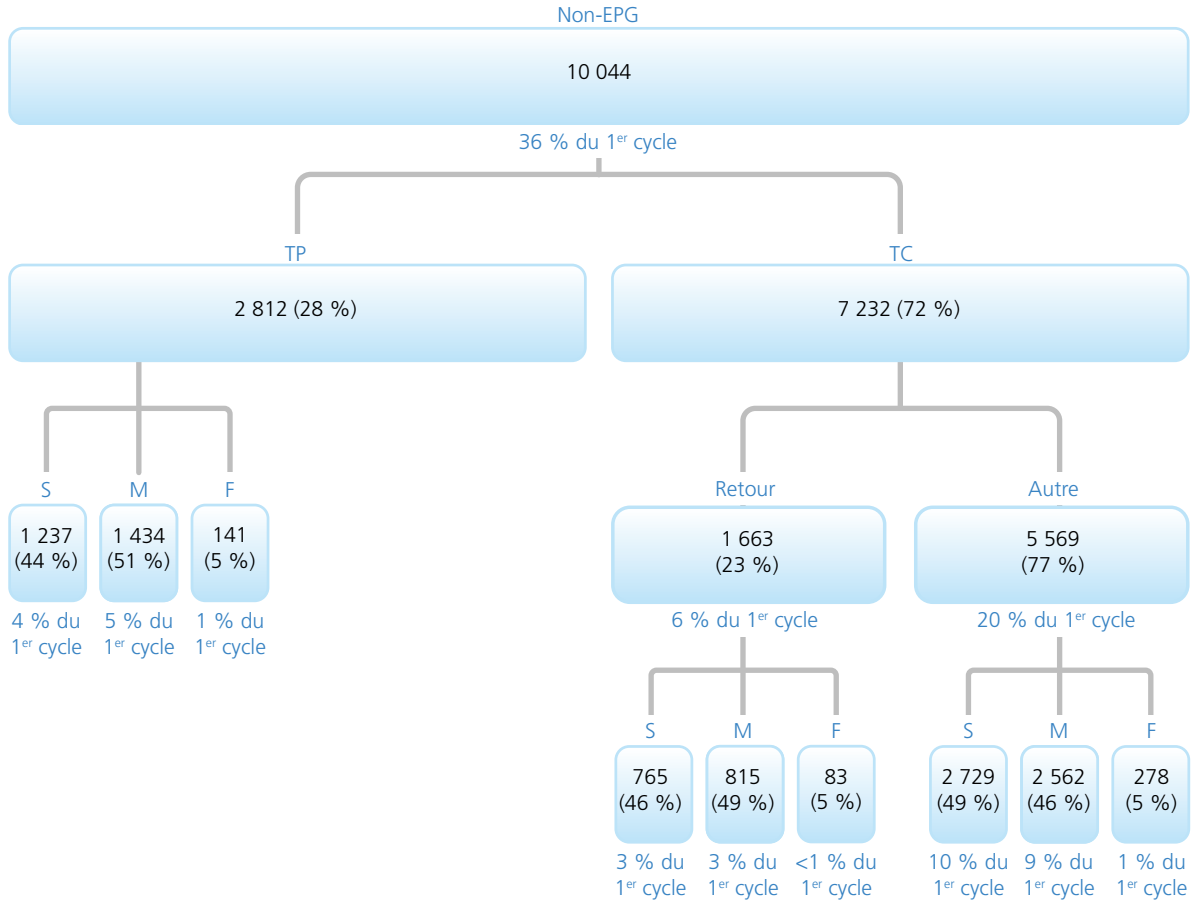 Non-EPG
10 044
36 % du 1er cycle
TP
TC
2 812 (28 %)
7 232 (72 %)
S
M
F
1 237
(44 %)
1 434
(51 %)
141
(5 %)
4 % du
1er cycle
5 % du
1er cycle
1 % du
1er cycle
Retour
Autre
1 663
(23 %)
5 569
(77 %)
6 % du 1er cycle
20 % du 1er cycle
S
M
F
765
(46 %)
815
(49 %)
83
(5 %)
3 % du
1er cycle
3 % du
1er cycle
<1 % du
1er cycle
S
M
F
2 729
(49 %)
2 562
(46 %)
278
(5 %)
10 % du
1er cycle
9 % du
1er cycle
1 % du
1er cycle